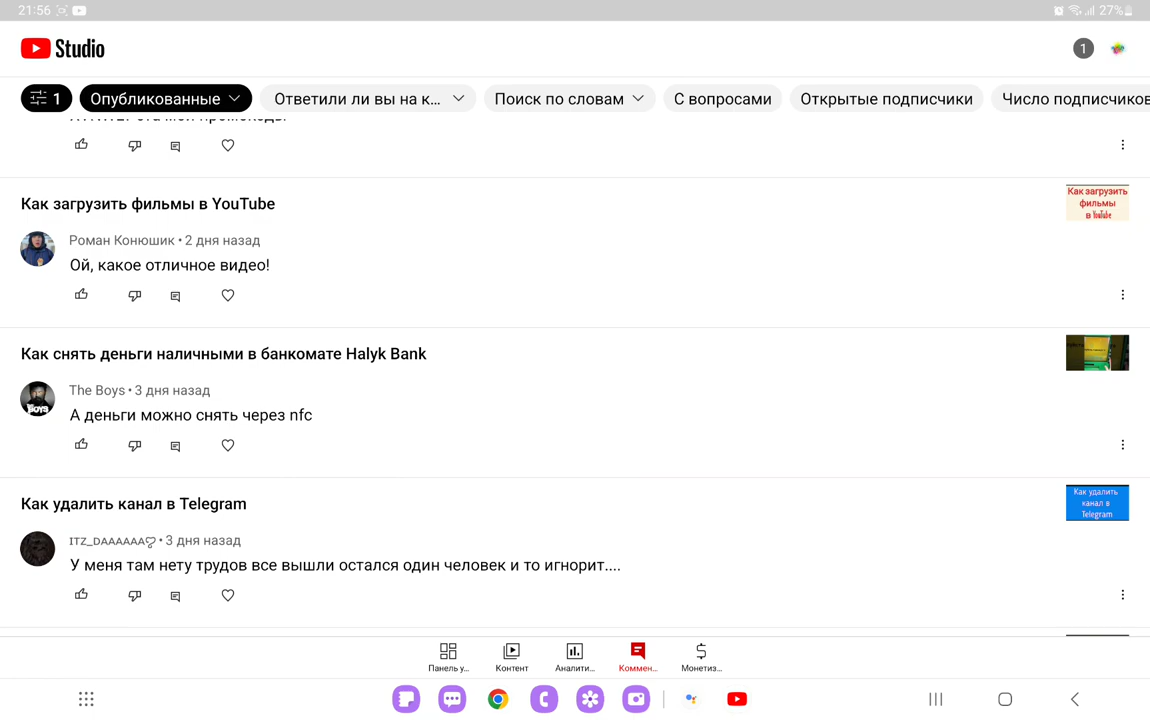 21:56
27%
Studio
1
1
Опубликованные
Ответили ли вы на к...
Поиск по словам
С вопросами
Открытые подписчики
Число подписчиков
эта мой промокоды
Как загрузить фильмы в YouTube
Как загрузить
фильмы
в YouTube
Роман Конюшик • 2 дня назад
Ой, какое отличное видео!
Как снять деньги наличными в банкомате Halyk Bank
The Boys • 3 дня назад
BOYS
А деньги можно снять через nfc
Как удалить канал в Telegram
Как удалить
канал в
Telegram
ITZ_DAAAAAA • 3 дня назад
У меня там нету трудов все вышли остался один человек и то игнорит....
Панель у...
Контент
Аналити...
Коммен...
Монетиз...